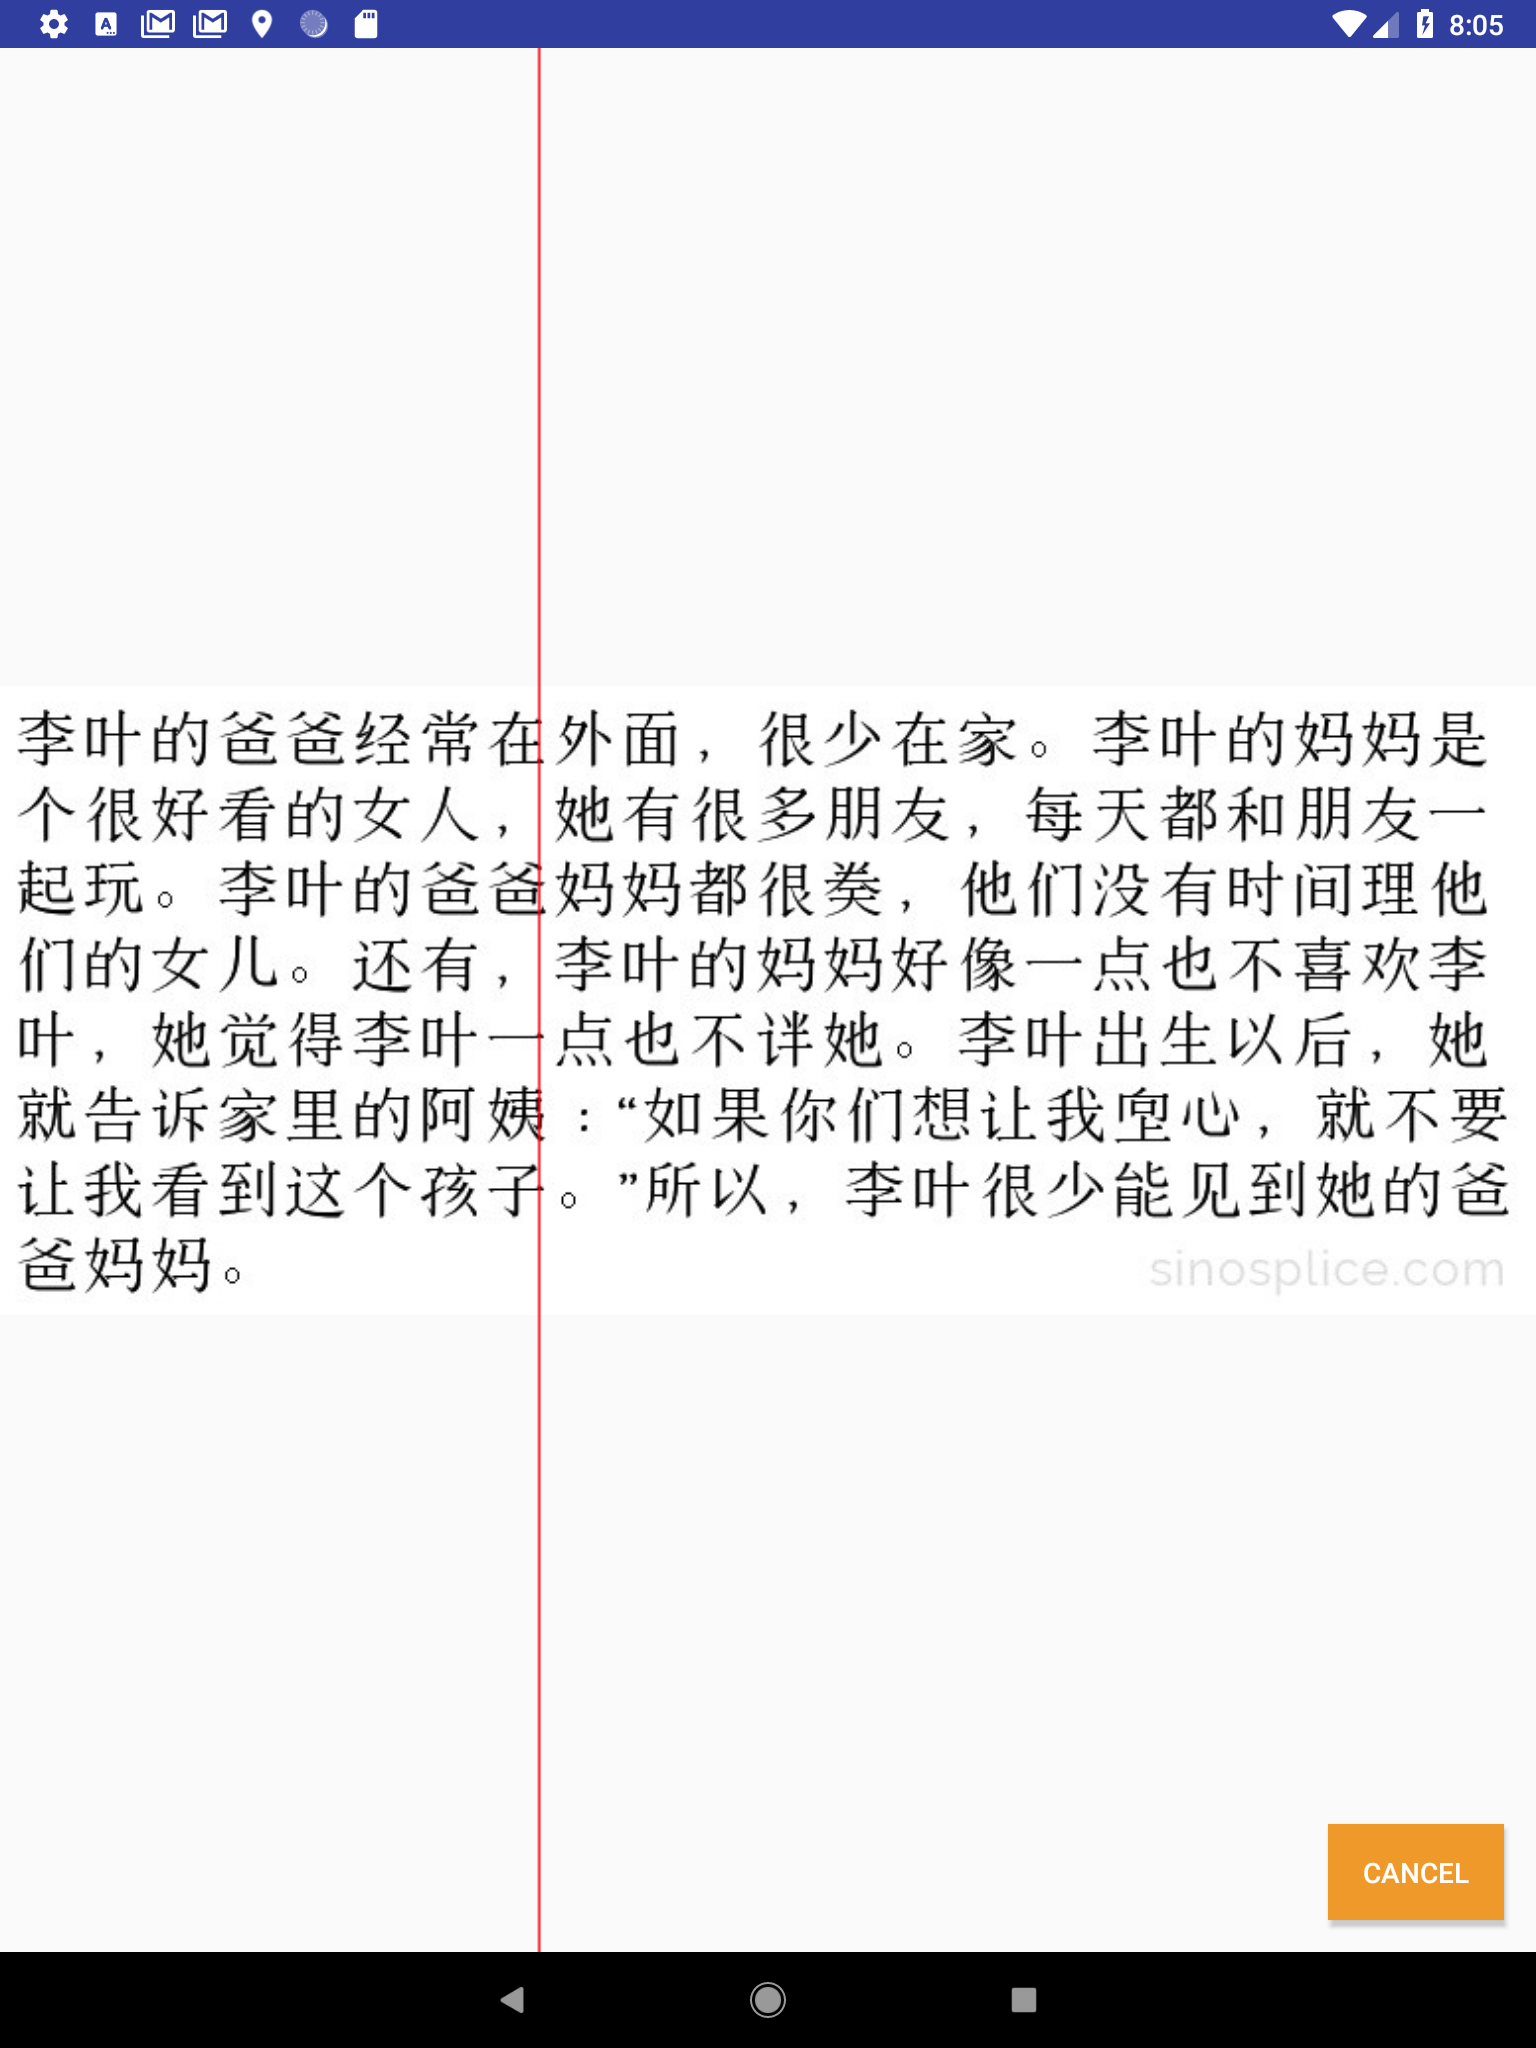 8:05
李叶的爸爸经常在外面，很少在家。李叶的妈妈是
个很好看的女人，她有很多朋友，每天都和朋友一
起玩。李叶的爸爸妈妈都很，他们没有时间理他
们的女儿。还有，李叶的妈妈好像一点也不喜欢李
叶，她觉得李叶一点也不她。李叶出生以后，她
就告诉家里的阿姨：“如果你们想让我心，就不要
让我看到这个孩子。”所以，李叶很少能见到她的爸
爸妈妈。
sinosplice.com
CANCEL